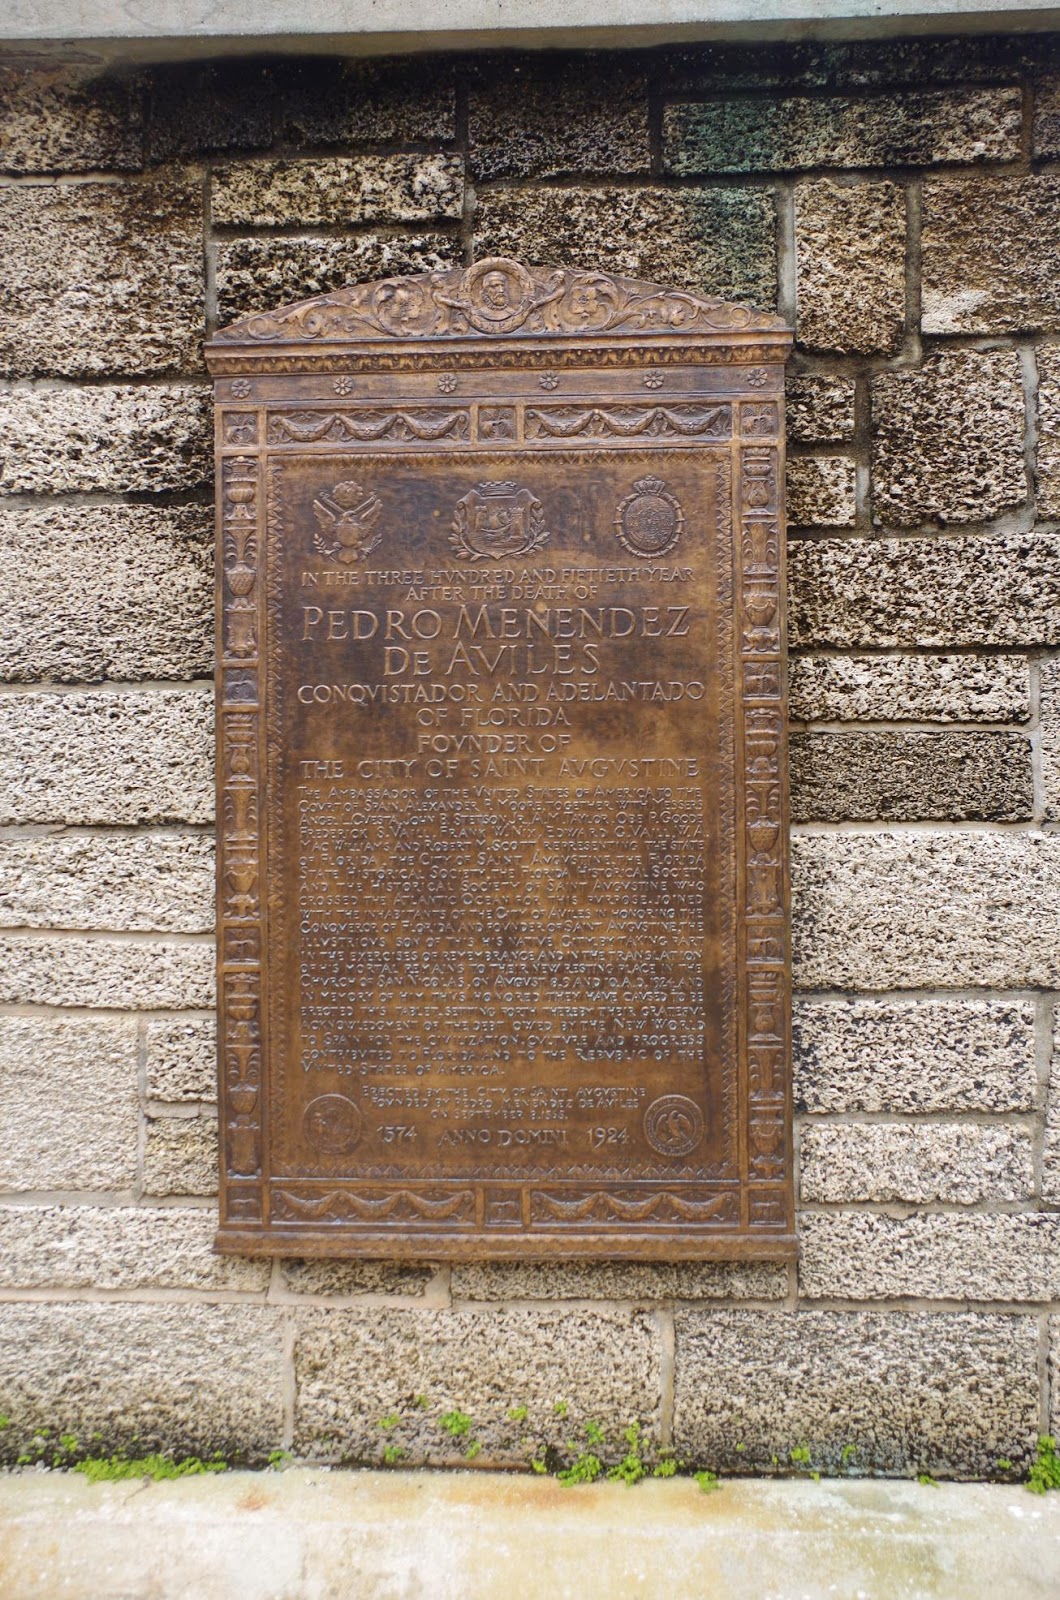 IN THE THREE HVNDRED AND FIFTIETH YEAR
AFTER THE DEATH OF
PEDRO MENENDEZ
DE AVILES
CONQVISTADOR AND ADELANTADO
OF FLORIDA
FOVNDER OF
THE CITY OF SAINT AVGVSTINE
THE AMBASSADOR OF THE VNITED STATES OF AMERICA TO THE
COVRT OF SPAIN, ALEXANDER P. MOORE, TOGETHER WITH MESSERS
ANGEL L. CVESTA, JOHN B. STETSON, JR., A. M. TAYLOR, OBE P. GOODE
FREDERICK S. VAILL, FRANK W. NIX, EDWARD G. VAILL, W. A.
MAC WILLIAMS AND ROBERT M. SCOTT REPRESENTING THE STATE
OF FLORIDA, THE CITY OF SAINT AVGVSTINE, THE FLORIDA
STATE HISTORICAL SOCIETY, THE FLORIDA HISTORICAL SOCIETY
AND THE HISTORICAL SOCIETY OF SAINT AVGVSTINE WHO
CROSSED THE ATLANTIC OCEAN FOR THIS PVRPOSE, JOINED
WITH THE INHABITANTS OF THE CITY OF AVILES IN HONORING THE
CONQVEROR OF FLORIDA AND FOVNDER OF SAINT AVGVSTINE, THE
ILLVSTRIOVS SON OF THIS HIS NATIVE CITY, BY TAKING PART
IN THE EXERCISES OF REMEMBRANCE AND IN THE TRANSLATION
OF HIS MORTAL REMAINS TO THEIR NEW RESTING PLACE IN THE
CHVRCH OF SAN NICOLAS, ON AVGVST 8, 9 AND 10, A.D. 1924, AND
IN MEMORY OF HIM THVS HONORED THEY HAVE CAVSED TO BE
ERECTED THIS TABLET, SETTING FORTH THEREBY THEIR GRATEFVL
ACKNOWLEDGMENT OF THE DEBT OWED BY THE NEW WORLD
TO SPAIN FOR THE CIVILIZATION, CVLTVRE AND PROGRESS
CONTRIBVTED TO FLORIDA AND TO THE REPVBLIC OF THE
VNITED STATES OF AMERICA.
ERECTED BY THE CITY OF SAINT AVGVSTINE
FOVNDED BY PEDRO MENENDEZ DE AVILES
ON SEPTEMBER 8, 1565.
1574 ANNO DOMINI 1924